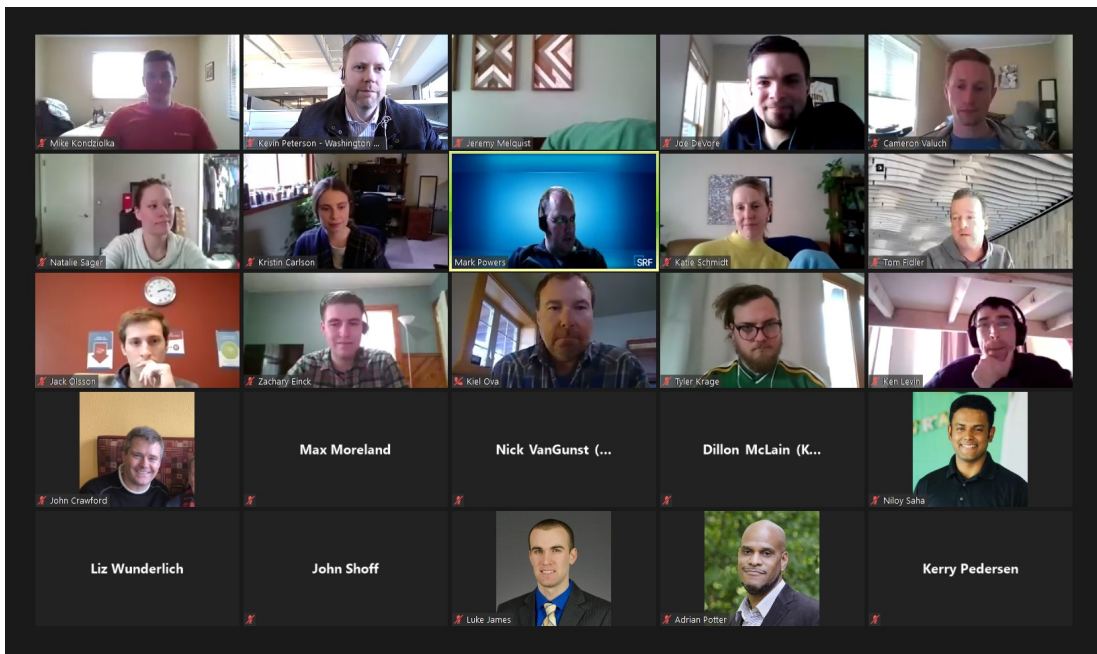 Mike Kondziolka
Kevin Peterson - Washington ...
Jeremy Melquist
Joe DeVore
Cameron Valuch
Natalie Sager
Kristin Carlson
Mark Powers
SRF
Katie Schmidt
Tom Fidler
Jack Olsson
Zachary Einck
Kiel Ova
Tyler Krage
Ken Levin
John Crawford
Max Moreland
Nick VanGunst (...
Dillon McLain (K...
Niloy Saha
Liz Wunderlich
John Shoff
Luke James
Adrian Potter
Kerry Pedersen